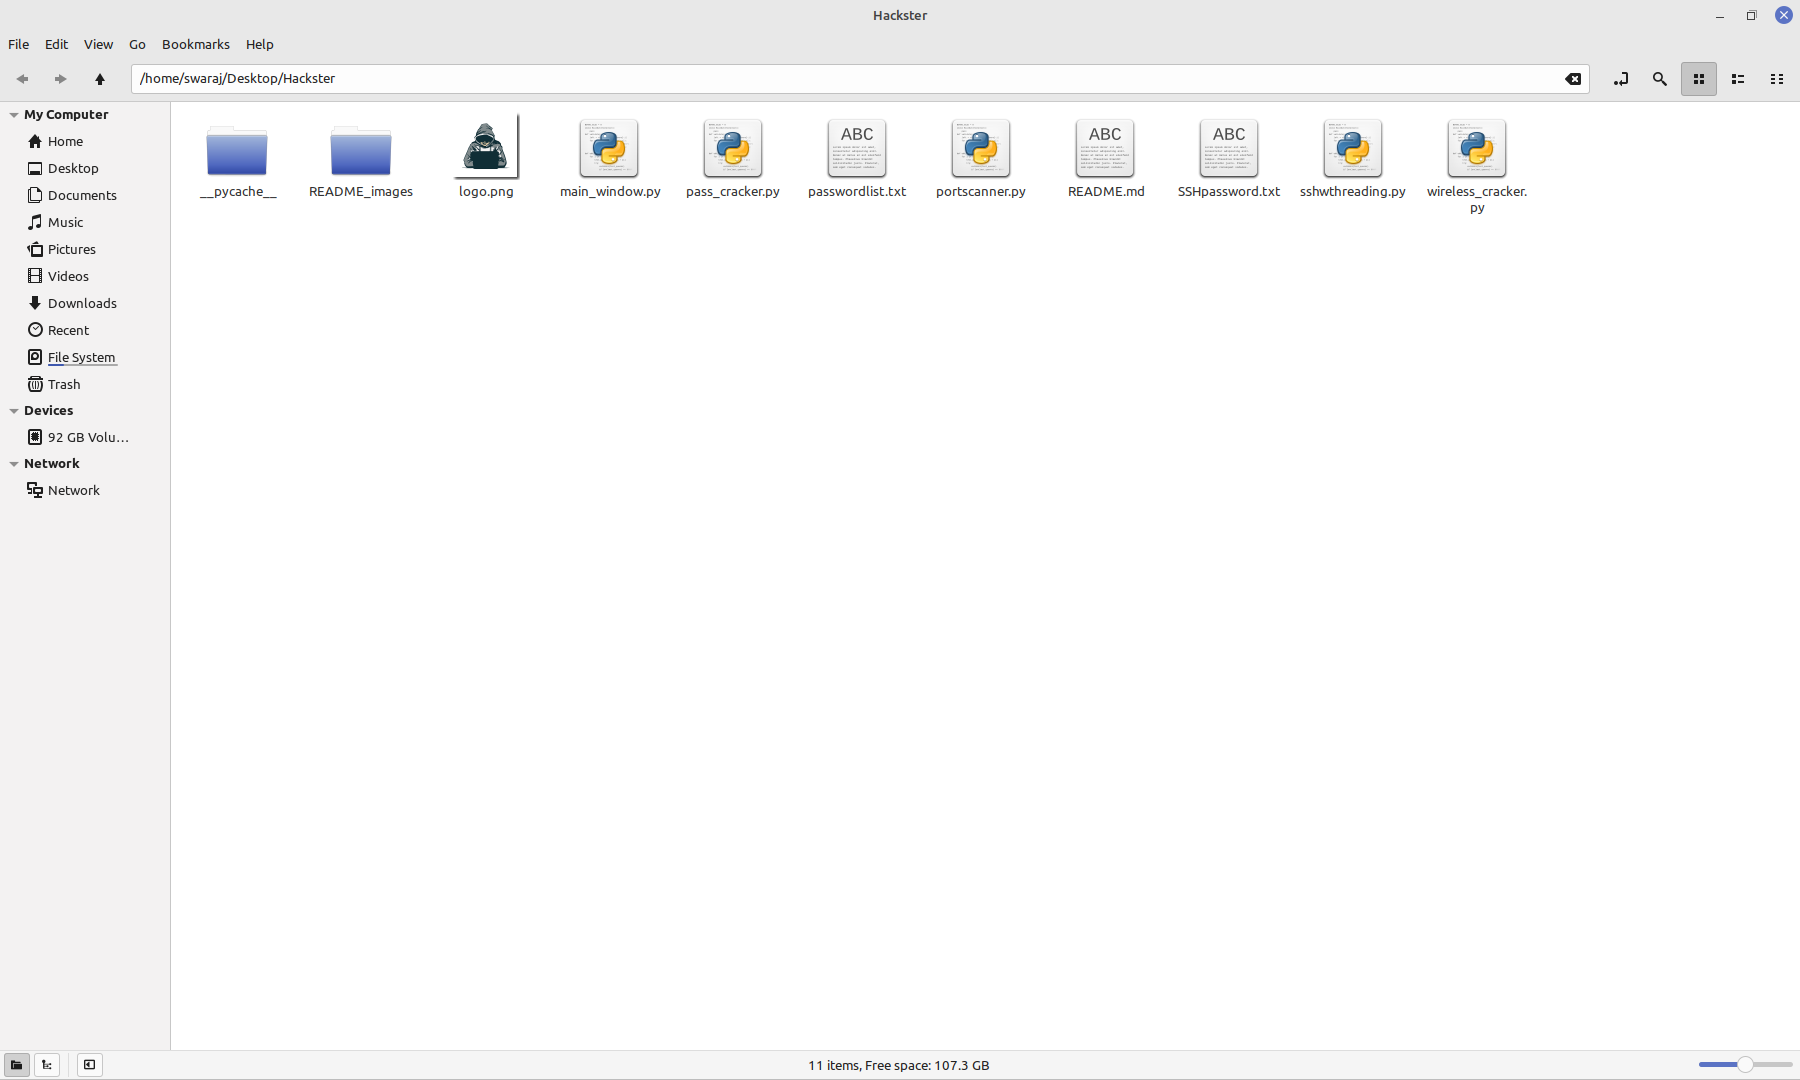 Hackster
File Edit View Go Bookmarks Help
/home/swaraj/Desktop/Hackster
My Computer
Home
Desktop
Documents
Music
Pictures
Videos
Downloads
Recent
File System
Trash
Devices
92 GB Volu...
Network
Network
__pycache__
README_images
logo.png
main_window.py
pass_cracker.py
ABC
passwordlist.txt
portscanner.py
ABC
README.md
ABC
SSHpassword.txt
sshwthreading.py
wireless_cracker.
py
11 items, Free space: 107.3 GB